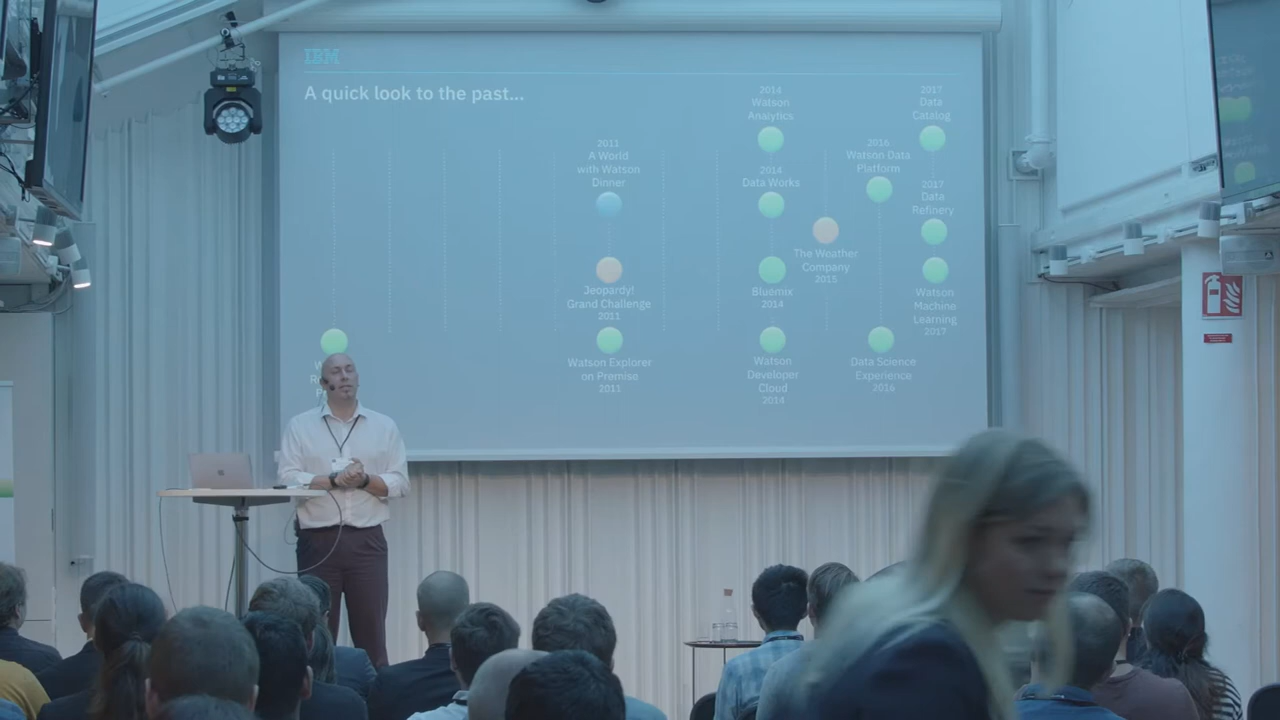 IBM
A quick look to the past...
2011
A World
with Watson
Dinner
Jeopardy!
Grand Challenge
2011
Watson Explorer
on Premise
2011
2014
Watson
Analytics
2014
Data Works
Bluemix
2014
Watson
Developer
Cloud
2014
The Weather
Company
2015
2016
Watson Data
Platform
Data Science
Experience
2016
2017
Data
Catalog
2017
Data
Refinery
Watson
Machine
Learning
2017